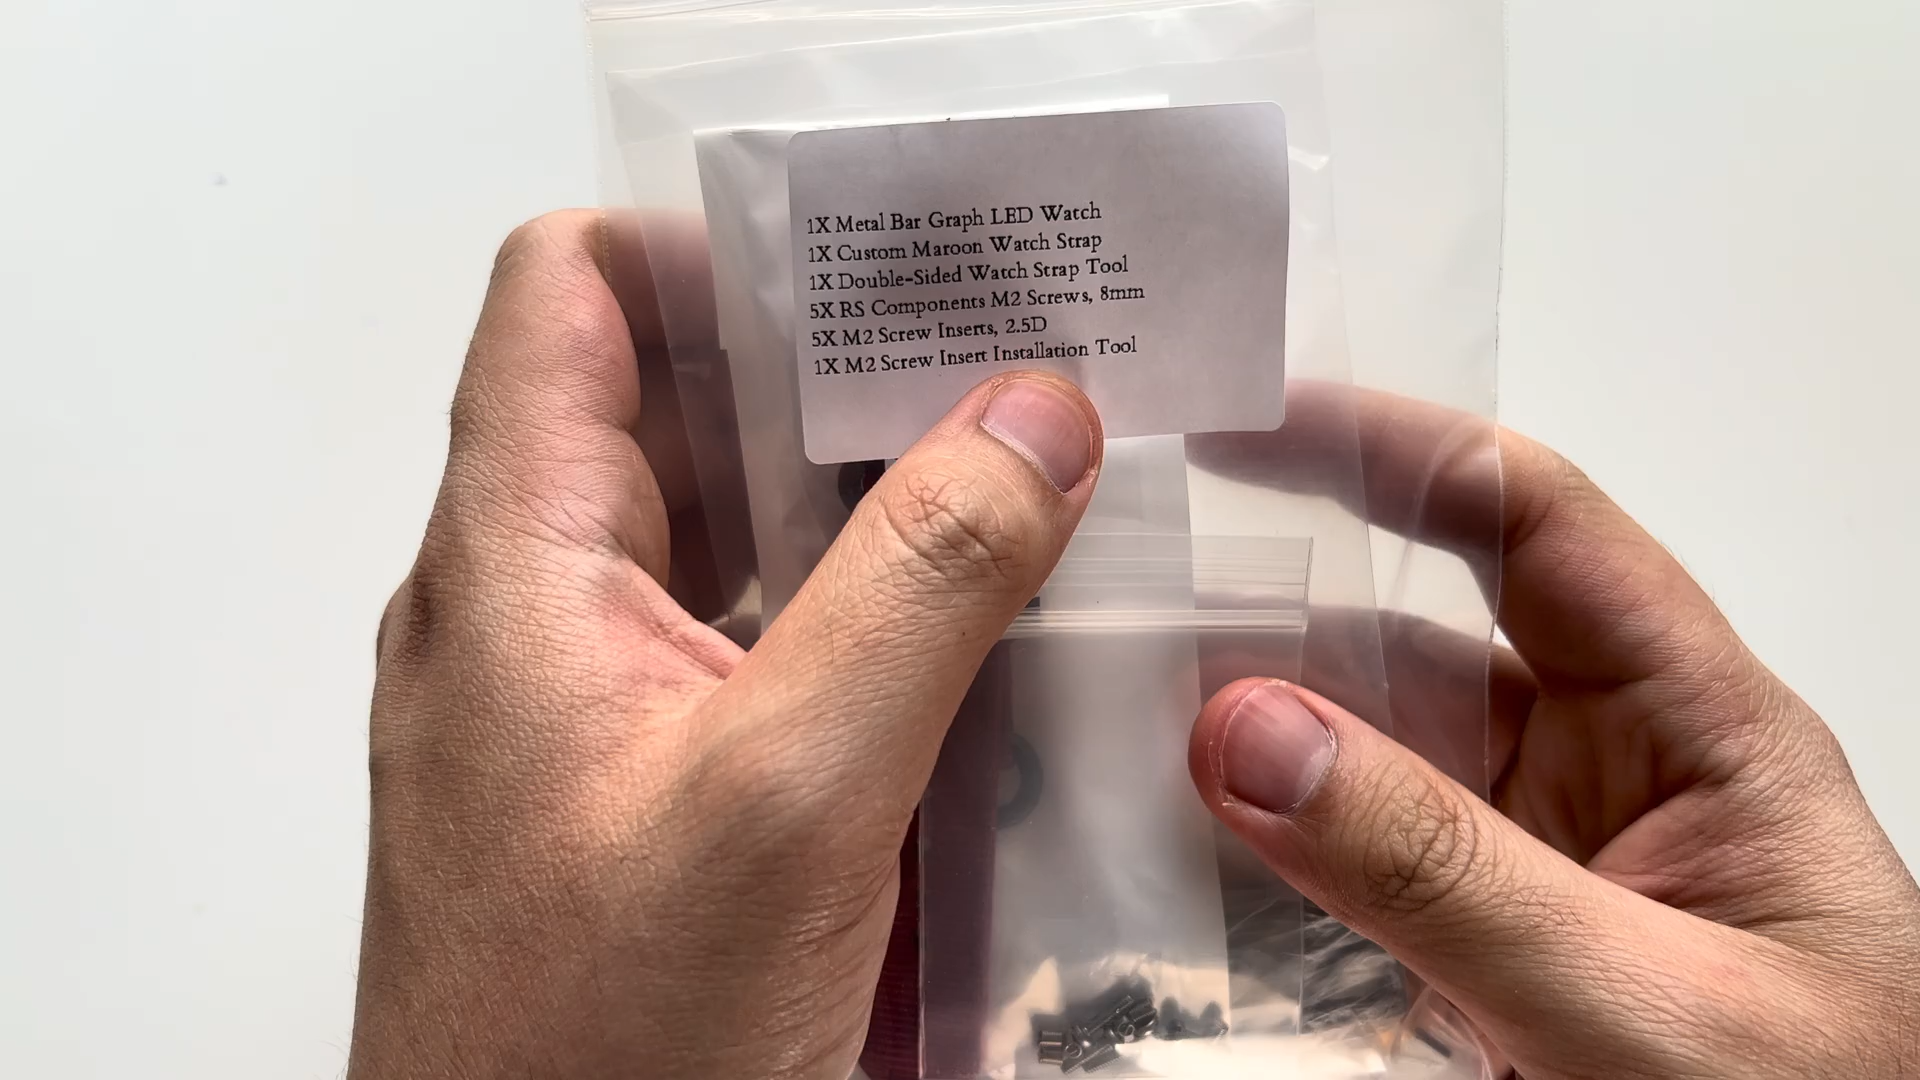 1X Metal Bar Graph LED Watch
1X Custom Maroon Watch Strap
1X Double-Sided Watch Strap Tool
5X RS Components M2 Screws, 8mm
5X M2 Screw Inserts, 2.5D
1X M2 Screw Insert Installation Tool